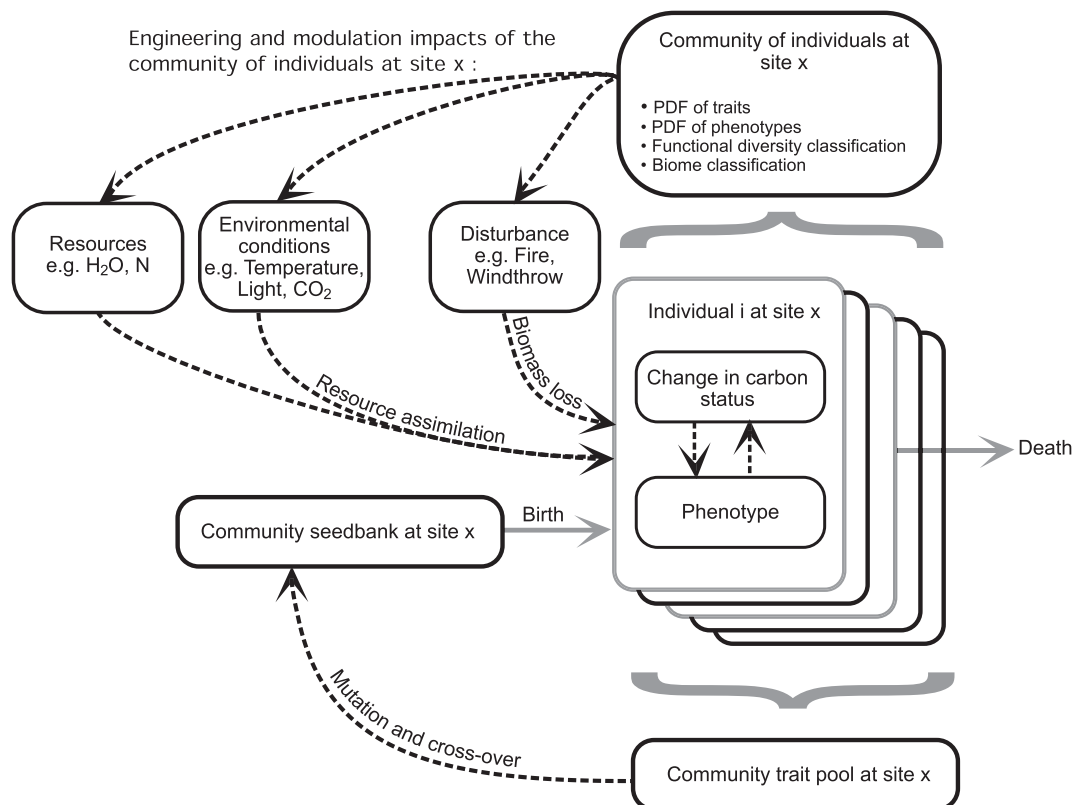 Engineering and modulation impacts of the
community of individuals at site x :
Community of individuals at
site x
• PDF of traits
• PDF of phenotypes
• Functional diversity classification
• Biome classification
Resources
e.g. H₂O, N
Environmental
conditions
e.g. Temperature,
Light, CO₂
Disturbance
e.g. Fire,
Windthrow
Biomass loss
Resource assimilation
Individual i at site x
Change in carbon
status
Phenotype
Death
Community seedbank at site x
Birth
Mutation and cross-over
Community trait pool at site x